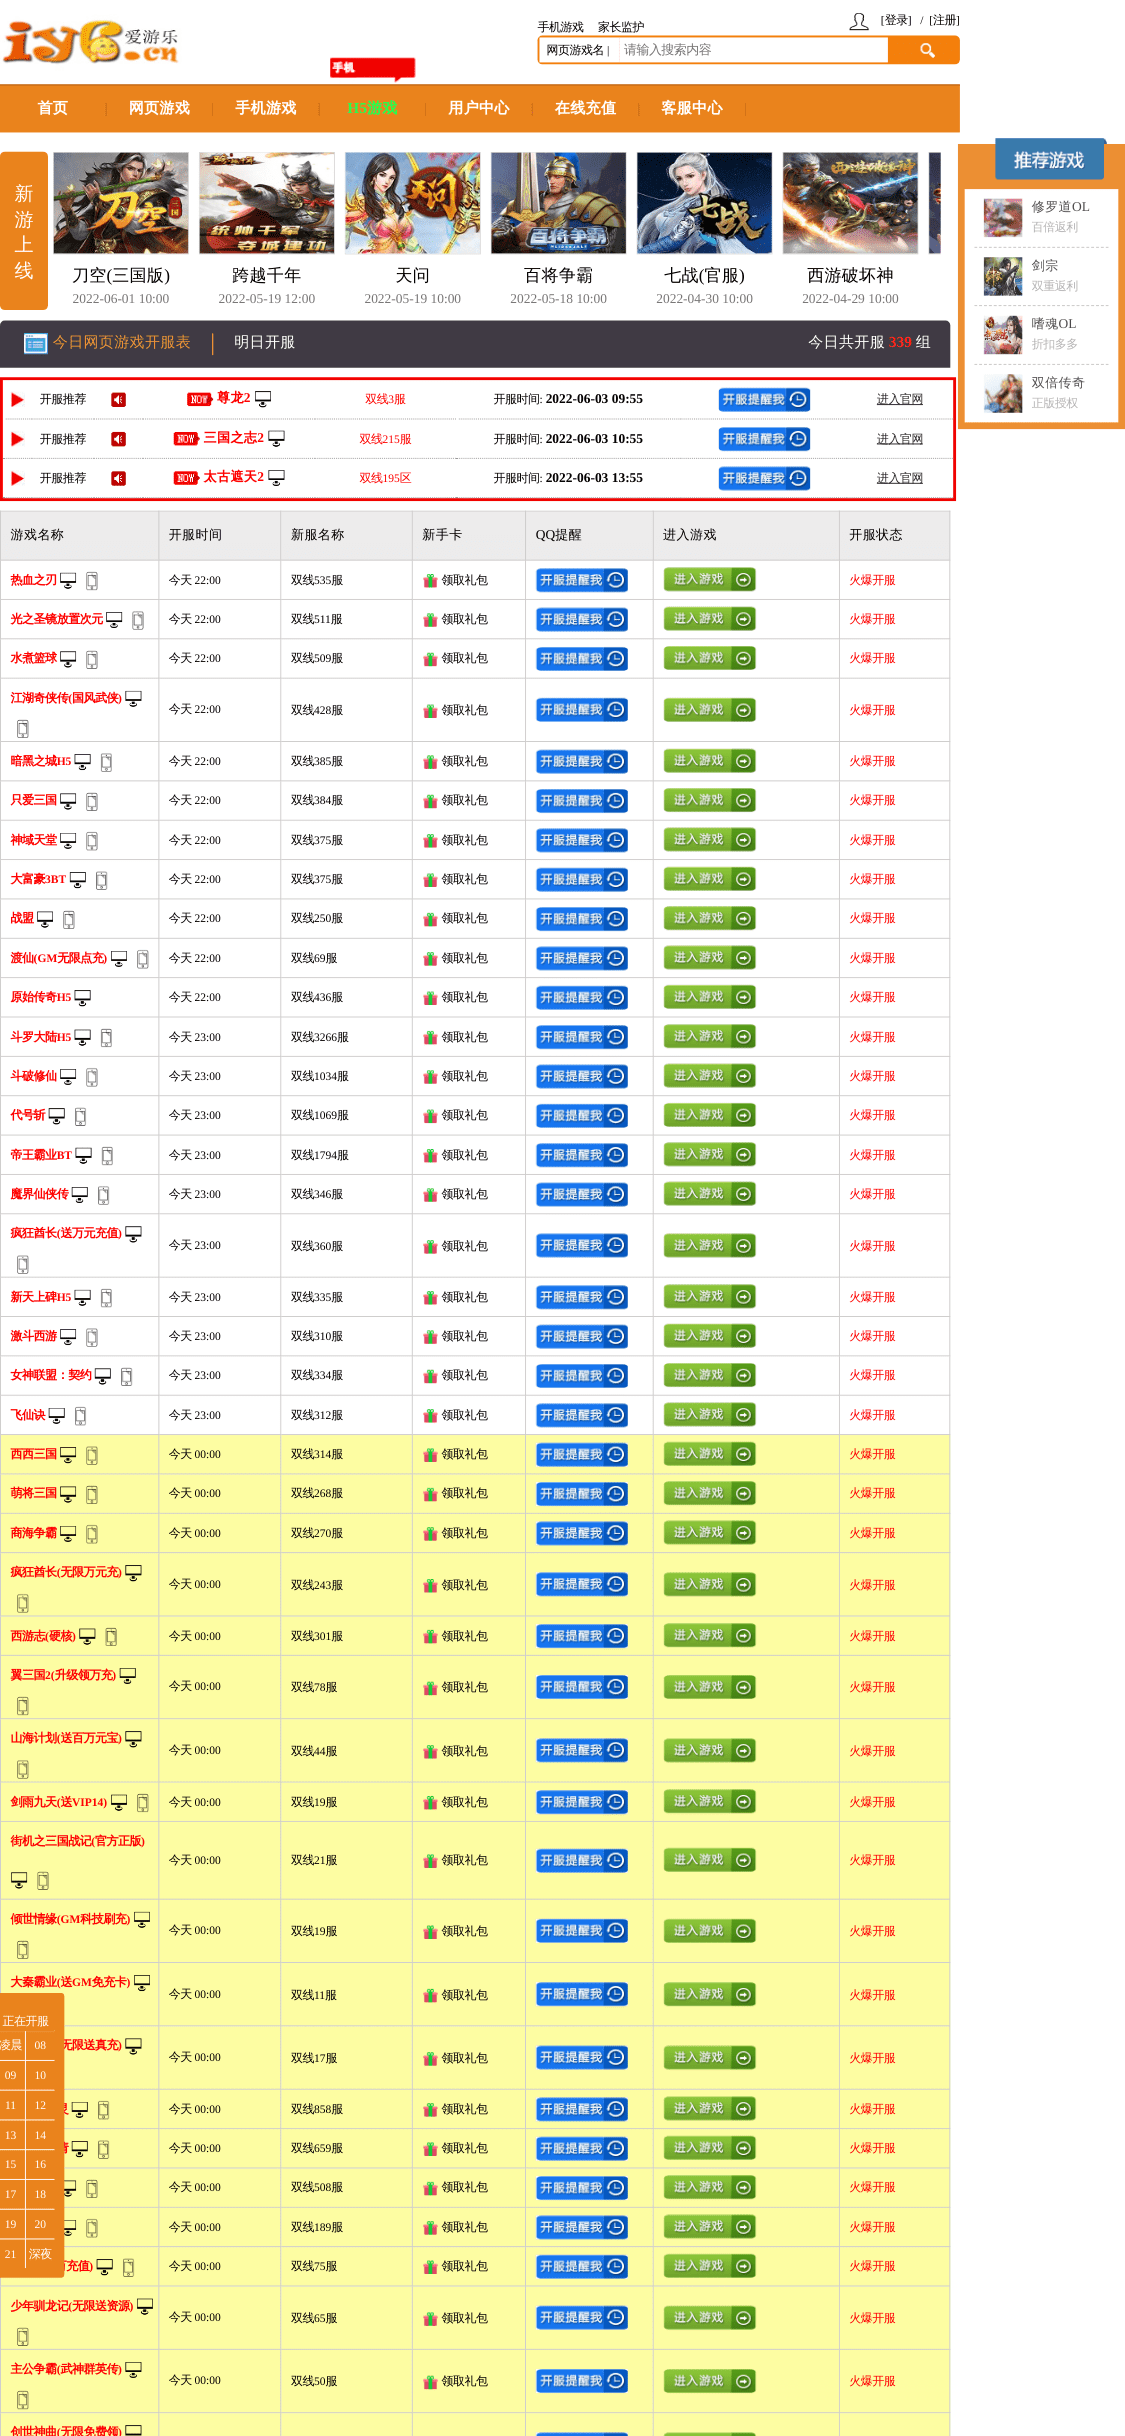 iy6.cn 爱游乐
手机游戏 家长监护
[登录] / [注册]
网页游戏名 | 请输入搜索内容
手机
首页 | 网页游戏 | 手机游戏 | H5游戏 | 用户中心 | 在线充值 | 客服中心 |
新游上线
刀空(三国版) 跨越千年 天问 百将争霸 七战(官服) 西游破坏神
2022-06-01 10:00 2022-05-19 12:00 2022-05-19 10:00 2022-05-18 10:00 2022-04-30 10:00 2022-04-29 10:00
推荐游戏
修罗道OL
百倍返利
剑宗
双重返利
嗜魂OL
折扣多多
双倍传奇
正版授权
今日网页游戏开服表 | 明日开服 今日共开服 339 组
开服推荐 NOW 尊龙2 双线3服 开服时间: 2022-06-03 09:55 开服提醒我 进入官网
开服推荐 NOW 三国之志2 双线215服 开服时间: 2022-06-03 10:55 开服提醒我 进入官网
开服推荐 NOW 太古遮天2 双线195区 开服时间: 2022-06-03 13:55 开服提醒我 进入官网
游戏名称 开服时间 新服名称 新手卡 QQ提醒 进入游戏 开服状态
热血之刃 今天 22:00 双线535服 领取礼包 开服提醒我 进入游戏 火爆开服
光之圣镜放置次元 今天 22:00 双线511服 领取礼包 开服提醒我 进入游戏 火爆开服
水煮篮球 今天 22:00 双线509服 领取礼包 开服提醒我 进入游戏 火爆开服
江湖奇侠传(国风武侠) 今天 22:00 双线428服 领取礼包 开服提醒我 进入游戏 火爆开服
暗黑之城H5 今天 22:00 双线385服 领取礼包 开服提醒我 进入游戏 火爆开服
只爱三国 今天 22:00 双线384服 领取礼包 开服提醒我 进入游戏 火爆开服
神域天堂 今天 22:00 双线375服 领取礼包 开服提醒我 进入游戏 火爆开服
大富豪3BT 今天 22:00 双线375服 领取礼包 开服提醒我 进入游戏 火爆开服
战盟 今天 22:00 双线250服 领取礼包 开服提醒我 进入游戏 火爆开服
渡仙(GM无限点充) 今天 22:00 双线69服 领取礼包 开服提醒我 进入游戏 火爆开服
原始传奇H5 今天 22:00 双线436服 领取礼包 开服提醒我 进入游戏 火爆开服
斗罗大陆H5 今天 23:00 双线3266服 领取礼包 开服提醒我 进入游戏 火爆开服
斗破修仙 今天 23:00 双线1034服 领取礼包 开服提醒我 进入游戏 火爆开服
代号斩 今天 23:00 双线1069服 领取礼包 开服提醒我 进入游戏 火爆开服
帝王霸业BT 今天 23:00 双线1794服 领取礼包 开服提醒我 进入游戏 火爆开服
魔界仙侠传 今天 23:00 双线346服 领取礼包 开服提醒我 进入游戏 火爆开服
疯狂酋长(送万元充值) 今天 23:00 双线360服 领取礼包 开服提醒我 进入游戏 火爆开服
新天上碑H5 今天 23:00 双线335服 领取礼包 开服提醒我 进入游戏 火爆开服
激斗西游 今天 23:00 双线310服 领取礼包 开服提醒我 进入游戏 火爆开服
女神联盟：契约 今天 23:00 双线334服 领取礼包 开服提醒我 进入游戏 火爆开服
飞仙诀 今天 23:00 双线312服 领取礼包 开服提醒我 进入游戏 火爆开服
西西三国 今天 00:00 双线314服 领取礼包 开服提醒我 进入游戏 火爆开服
萌将三国 今天 00:00 双线268服 领取礼包 开服提醒我 进入游戏 火爆开服
商海争霸 今天 00:00 双线270服 领取礼包 开服提醒我 进入游戏 火爆开服
疯狂酋长(无限万元充) 今天 00:00 双线243服 领取礼包 开服提醒我 进入游戏 火爆开服
西游志(硬核) 今天 00:00 双线301服 领取礼包 开服提醒我 进入游戏 火爆开服
翼三国2(升级领万充) 今天 00:00 双线78服 领取礼包 开服提醒我 进入游戏 火爆开服
山海计划(送百万元宝) 今天 00:00 双线44服 领取礼包 开服提醒我 进入游戏 火爆开服
剑雨九天(送VIP14) 今天 00:00 双线19服 领取礼包 开服提醒我 进入游戏 火爆开服
街机之三国战记(官方正版) 今天 00:00 双线21服 领取礼包 开服提醒我 进入游戏 火爆开服
倾世情缘(GM科技刷充) 今天 00:00 双线19服 领取礼包 开服提醒我 进入游戏 火爆开服
大秦霸业(送GM免充卡) 今天 00:00 双线11服 领取礼包 开服提醒我 进入游戏 火爆开服
无限送真充) 今天 00:00 双线17服 领取礼包 开服提醒我 进入游戏 火爆开服
今天 00:00 双线858服 领取礼包 开服提醒我 进入游戏 火爆开服
今天 00:00 双线659服 领取礼包 开服提醒我 进入游戏 火爆开服
今天 00:00 双线508服 领取礼包 开服提醒我 进入游戏 火爆开服
今天 00:00 双线189服 领取礼包 开服提醒我 进入游戏 火爆开服
充值) 今天 00:00 双线75服 领取礼包 开服提醒我 进入游戏 火爆开服
少年驯龙记(无限送资源) 今天 00:00 双线65服 领取礼包 开服提醒我 进入游戏 火爆开服
主公争霸(武神群英传) 今天 00:00 双线50服 领取礼包 开服提醒我 进入游戏 火爆开服
创世神曲(无限免费领)
正在开服
凌晨 08
09 10
11 12
13 14
15 16
17 18
19 20
21 深夜